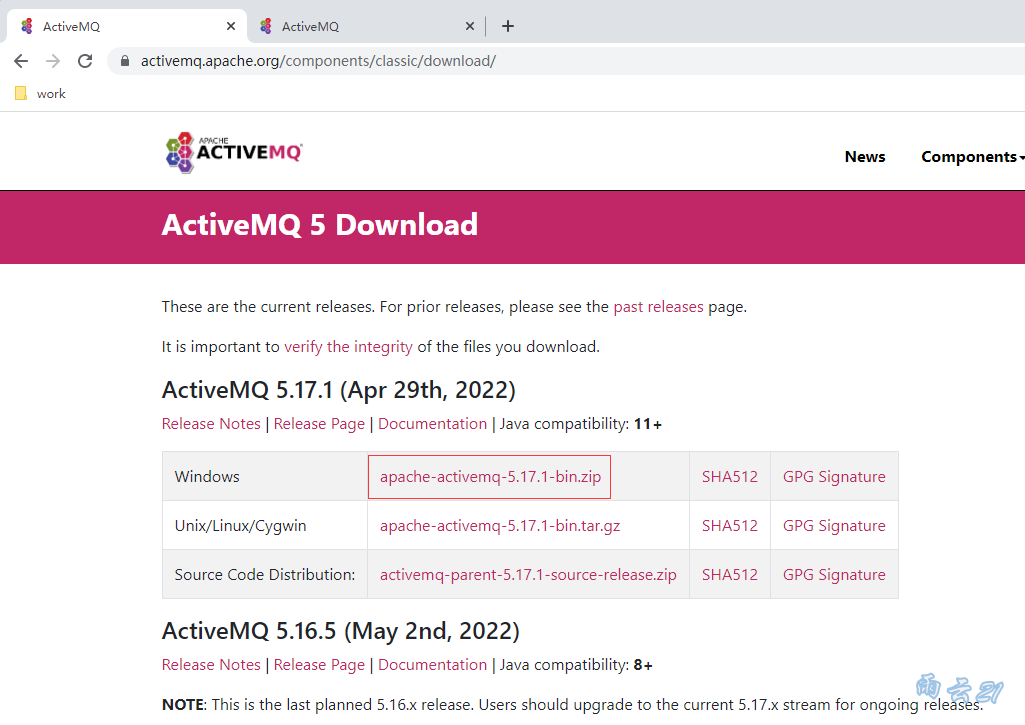 ActiveMQ
ActiveMQ
activemq.apache.org/components/classic/download/
work
APACHE
ACTIVEMQ
News
Components
ActiveMQ 5 Download
These are the current releases. For prior releases, please see the past releases page.
It is important to verify the integrity of the files you download.
ActiveMQ 5.17.1 (Apr 29th, 2022)
Release Notes | Release Page | Documentation | Java compatibility: 11+
Windows apache-activemq-5.17.1-bin.zip SHA512 GPG Signature
Unix/Linux/Cygwin apache-activemq-5.17.1-bin.tar.gz SHA512 GPG Signature
Source Code Distribution: activemq-parent-5.17.1-source-release.zip SHA512 GPG Signature
ActiveMQ 5.16.5 (May 2nd, 2022)
Release Notes | Release Page | Documentation | Java compatibility: 8+
雨云21
NOTE: This is the last planned 5.16.x release. Users should upgrade to the current 5.17.x stream for ongoing releases.